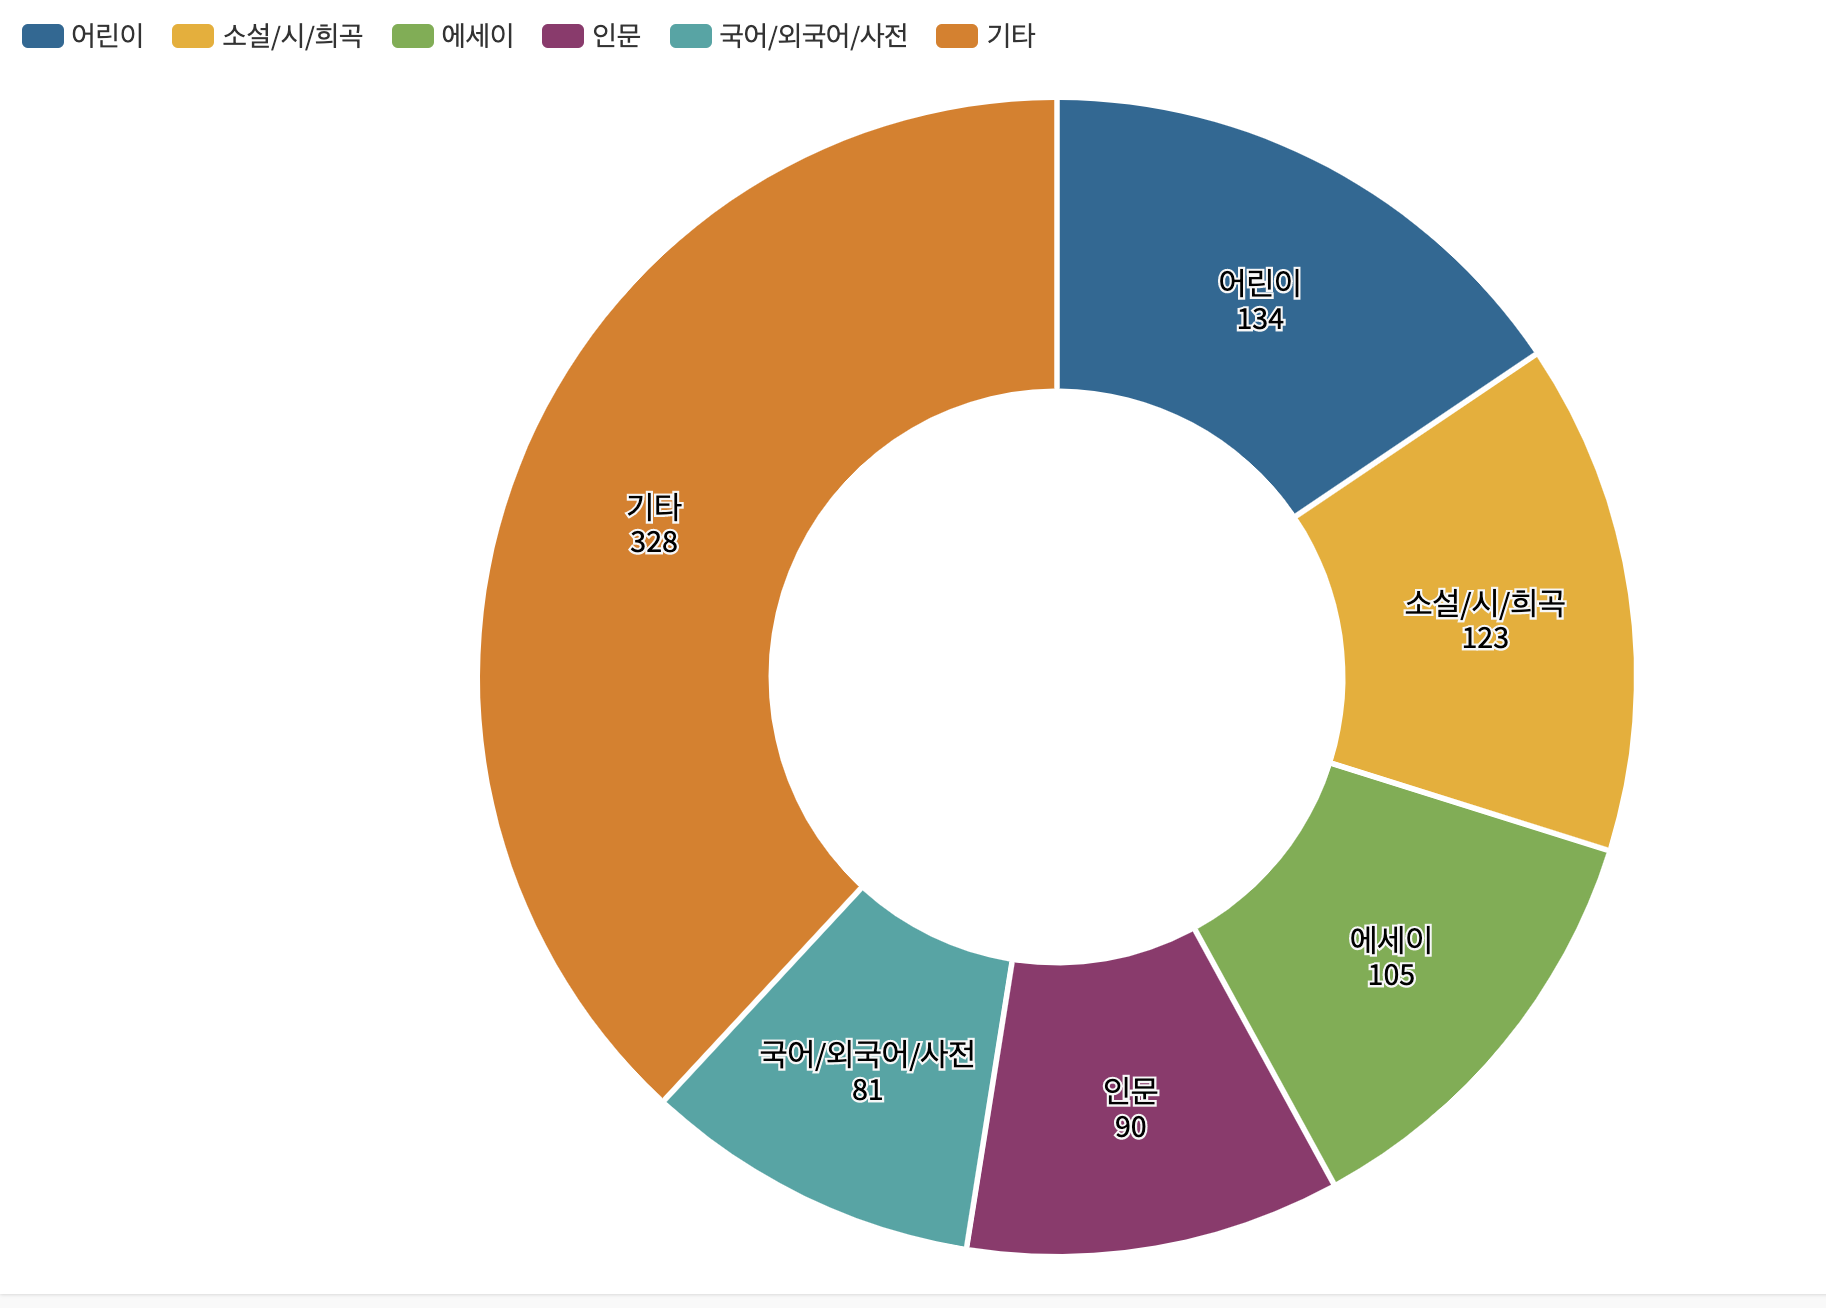 어린이 소설/시/희곡 에세이 인문 국어/외국어/사전 기타
어린이
134
기타
328
소설/시/희곡
123
에세이
105
국어/외국어/사전
81
인문
90